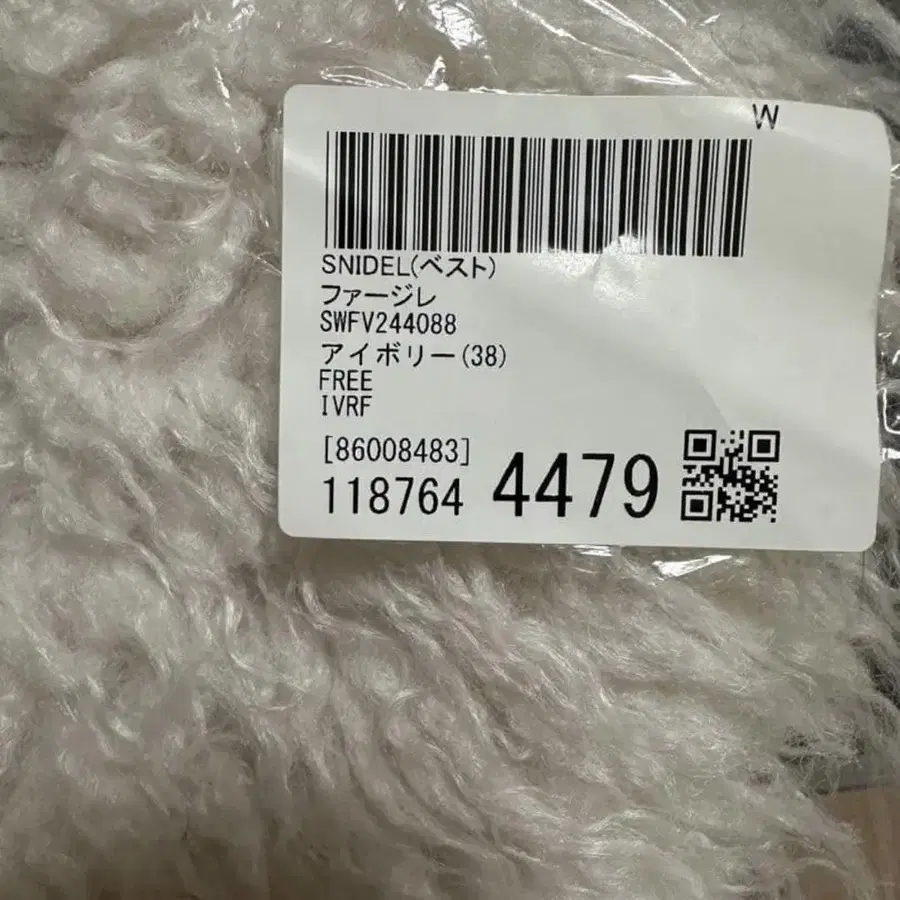 W
SNIDEL(ベスト)
ファージレ
SWFV244088
アイボリー(38)
FREE
IVRF
[86008483]
118764 4479